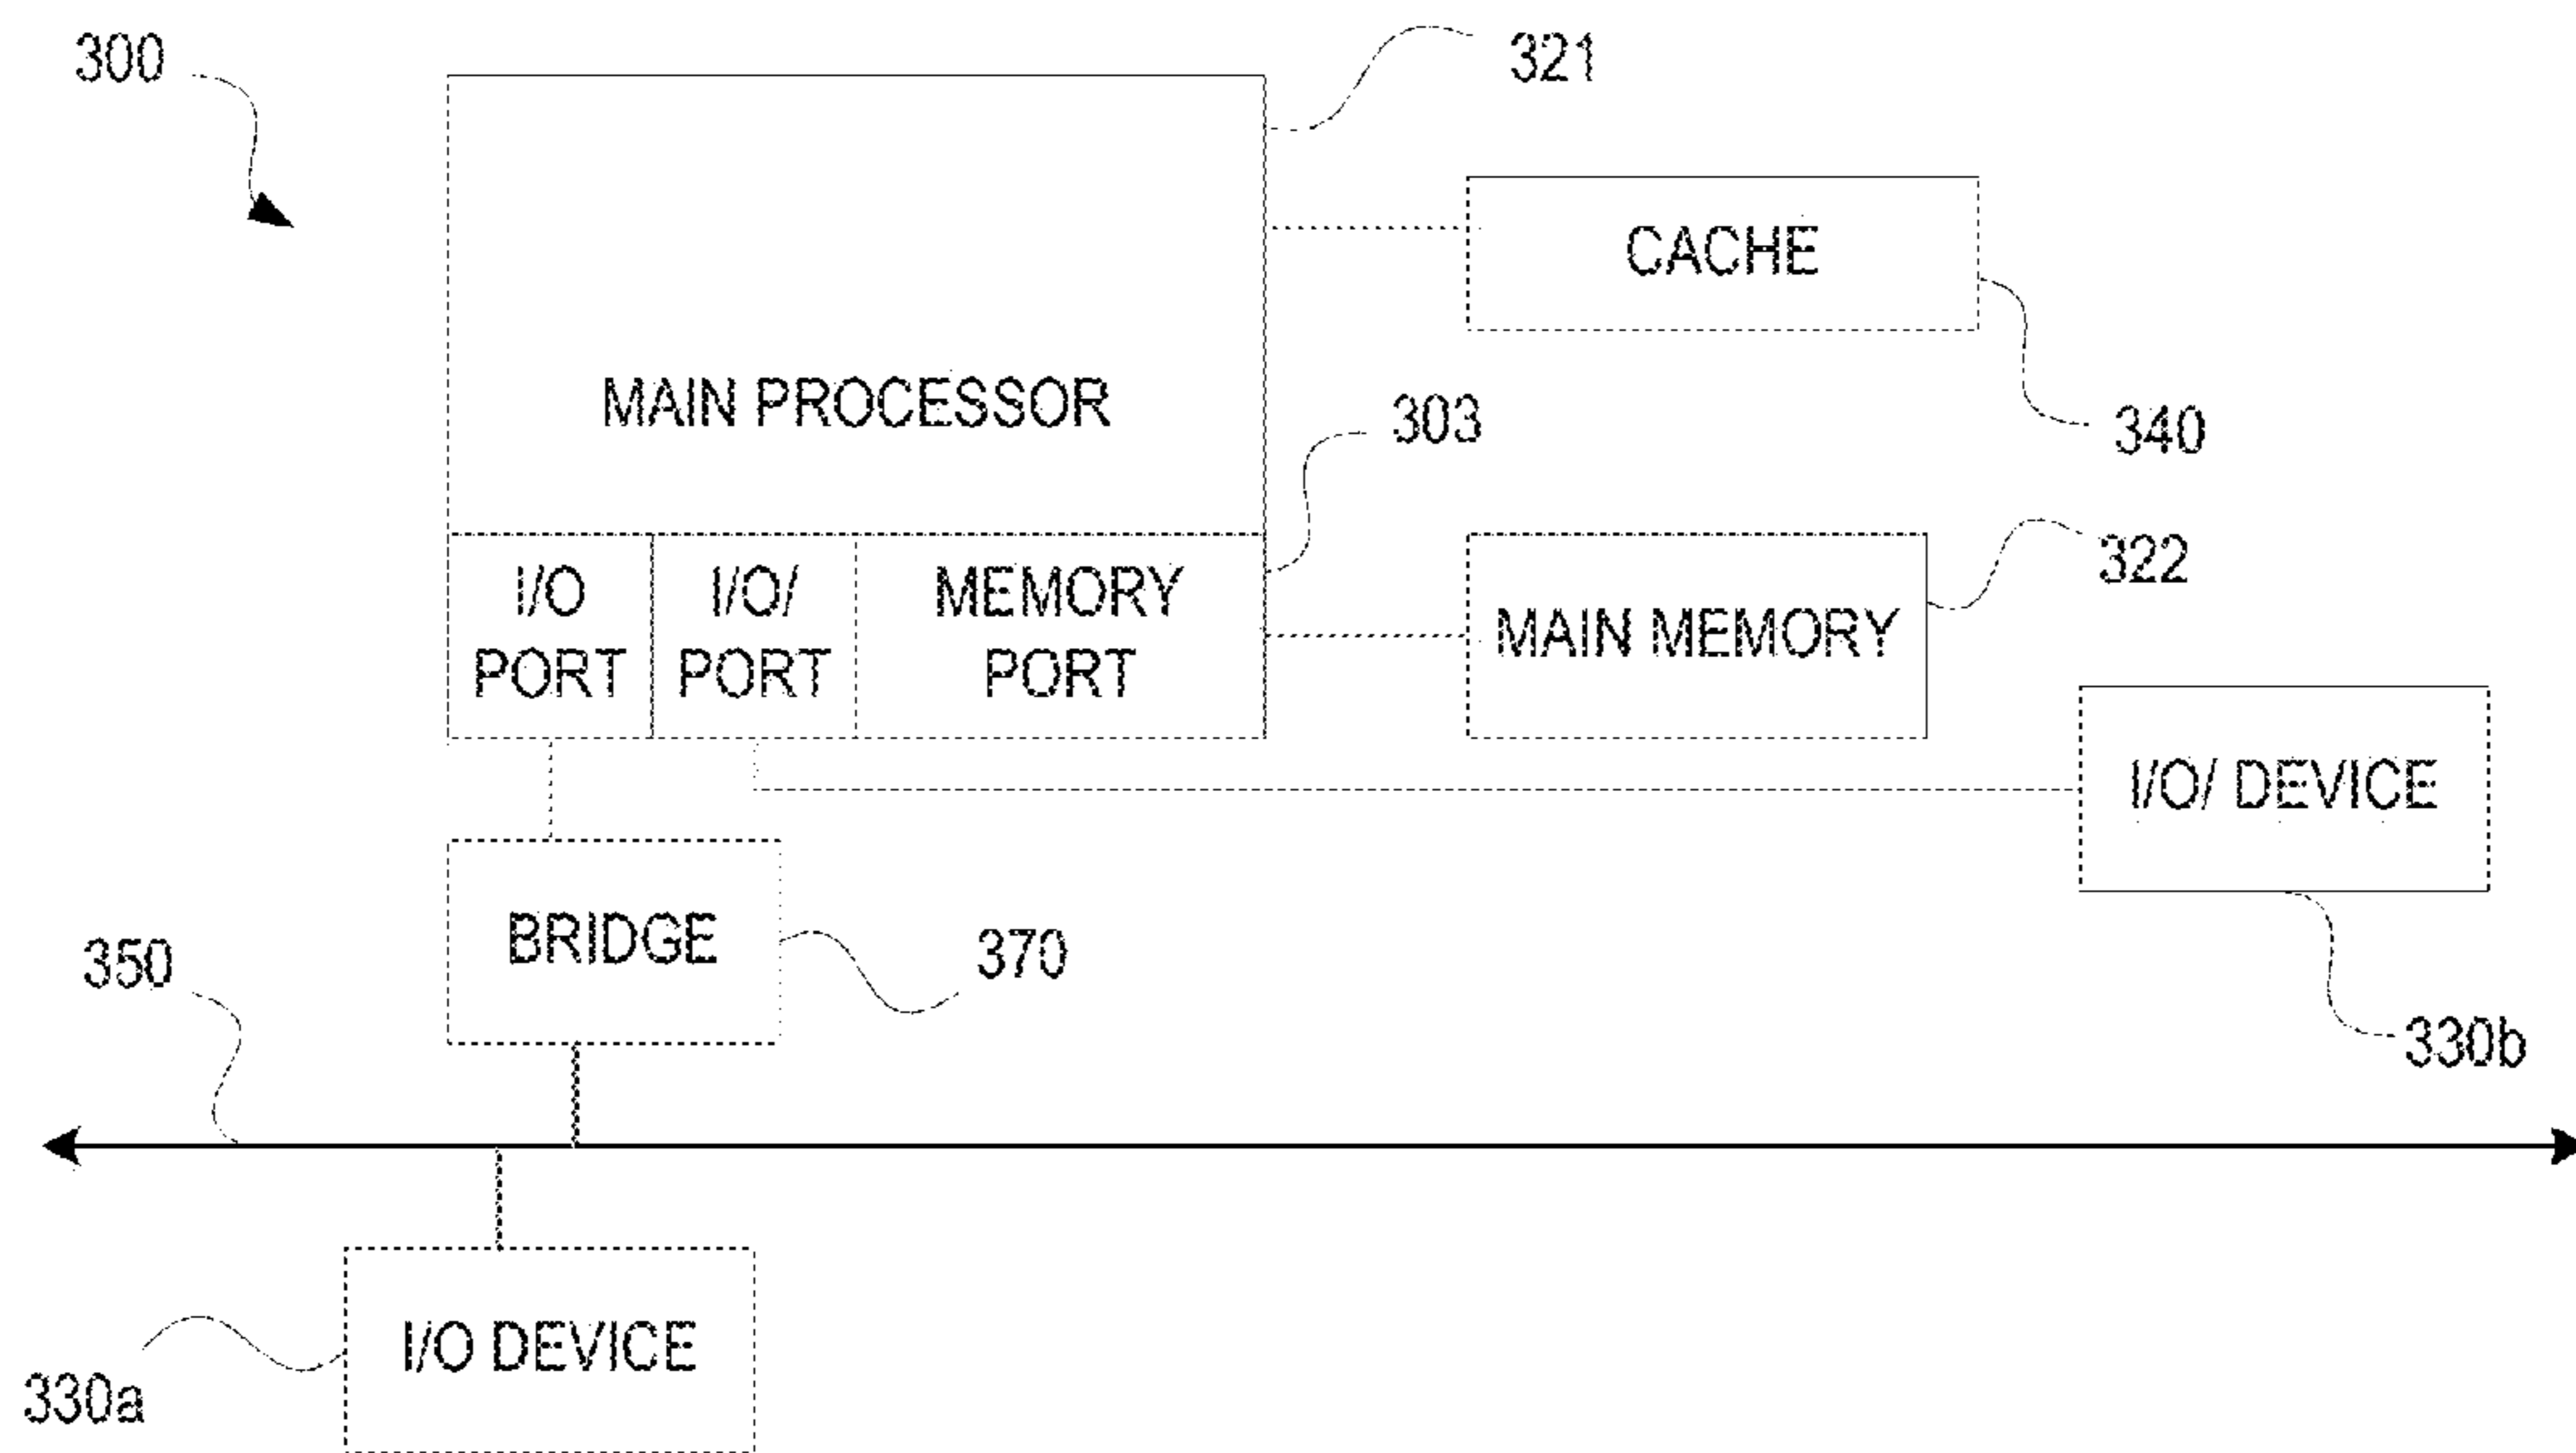 300
321
CACHE
340
MAIN PROCESSOR
303
322
I/O
PORT
I/O/
PORT
MEMORY
PORT
MAIN MEMORY
I/O/ DEVICE
330b
BRIDGE
370
350
I/O DEVICE
330a